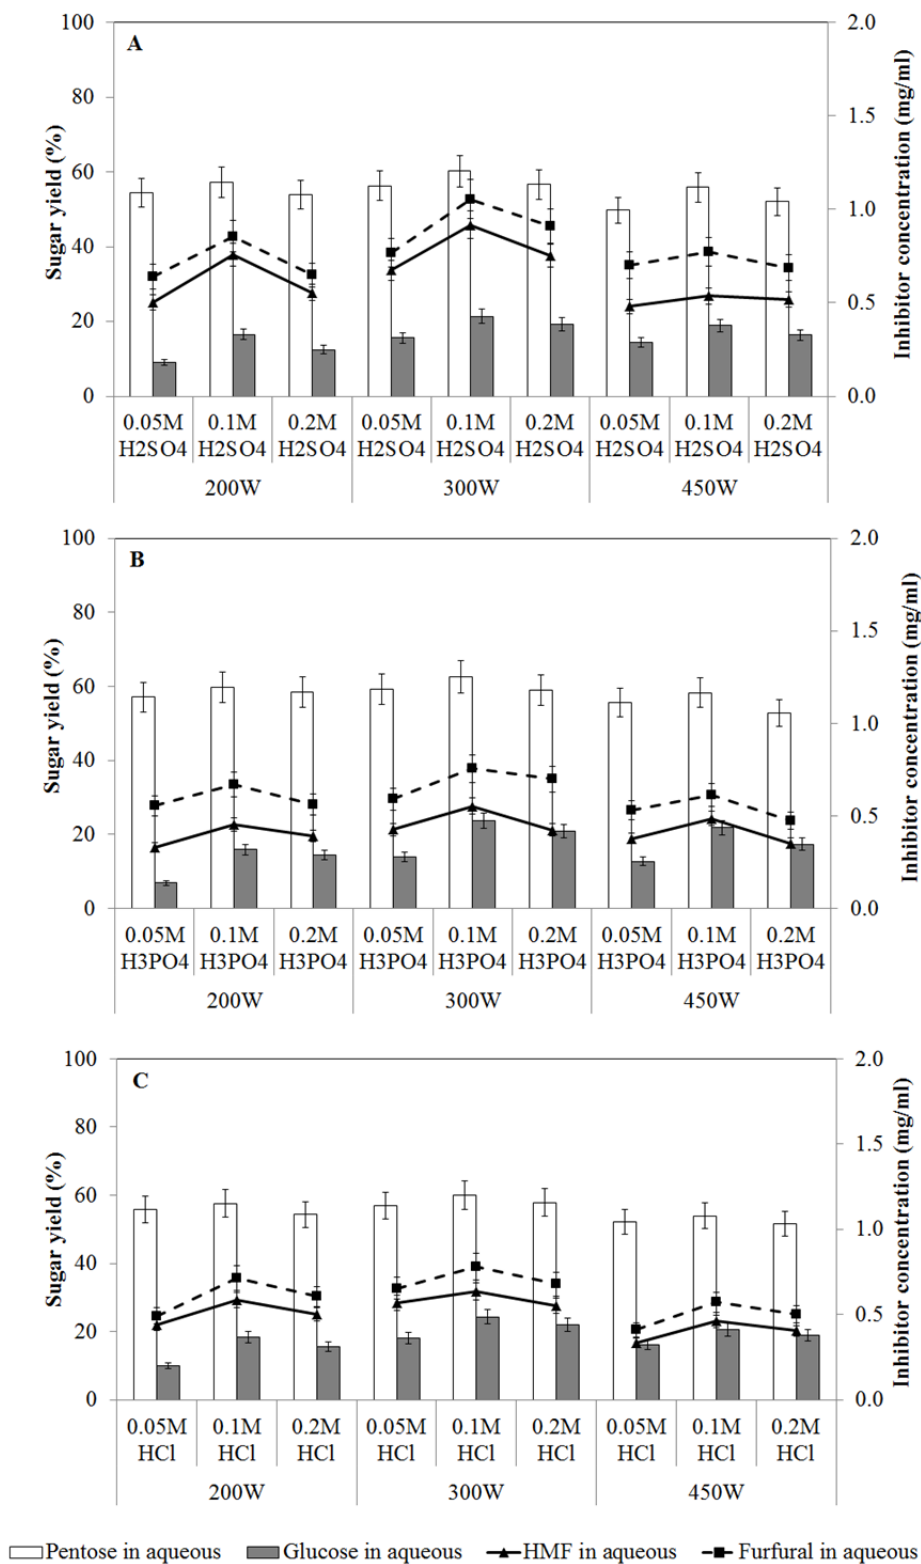 A
100
80
60
40
20
0
Sugar yield (%)
2.0
1.5
1.0
0.5
0.0
Inhibitor concentration (mg/ml)
0.05M 0.1M 0.2M 0.05M 0.1M 0.2M 0.05M 0.1M 0.2M
H2SO4 H2SO4 H2SO4 H2SO4 H2SO4 H2SO4 H2SO4 H2SO4 H2SO4
200W 300W 450W
B
100
80
60
40
20
0
Sugar yield (%)
2.0
1.5
1.0
0.5
0.0
Inhibitor concentration (mg/ml)
0.05M 0.1M 0.2M 0.05M 0.1M 0.2M 0.05M 0.1M 0.2M
H3PO4 H3PO4 H3PO4 H3PO4 H3PO4 H3PO4 H3PO4 H3PO4 H3PO4
200W 300W 450W
C
100
80
60
40
20
0
Sugar yield (%)
2.0
1.5
1.0
0.5
0.0
Inhibitor concentration (mg/ml)
0.05M 0.1M 0.2M 0.05M 0.1M 0.2M 0.05M 0.1M 0.2M
HCl HCl HCl HCl HCl HCl HCl HCl HCl
200W 300W 450W
Pentose in aqueous Glucose in aqueous HMF in aqueous Furfural in aqueous